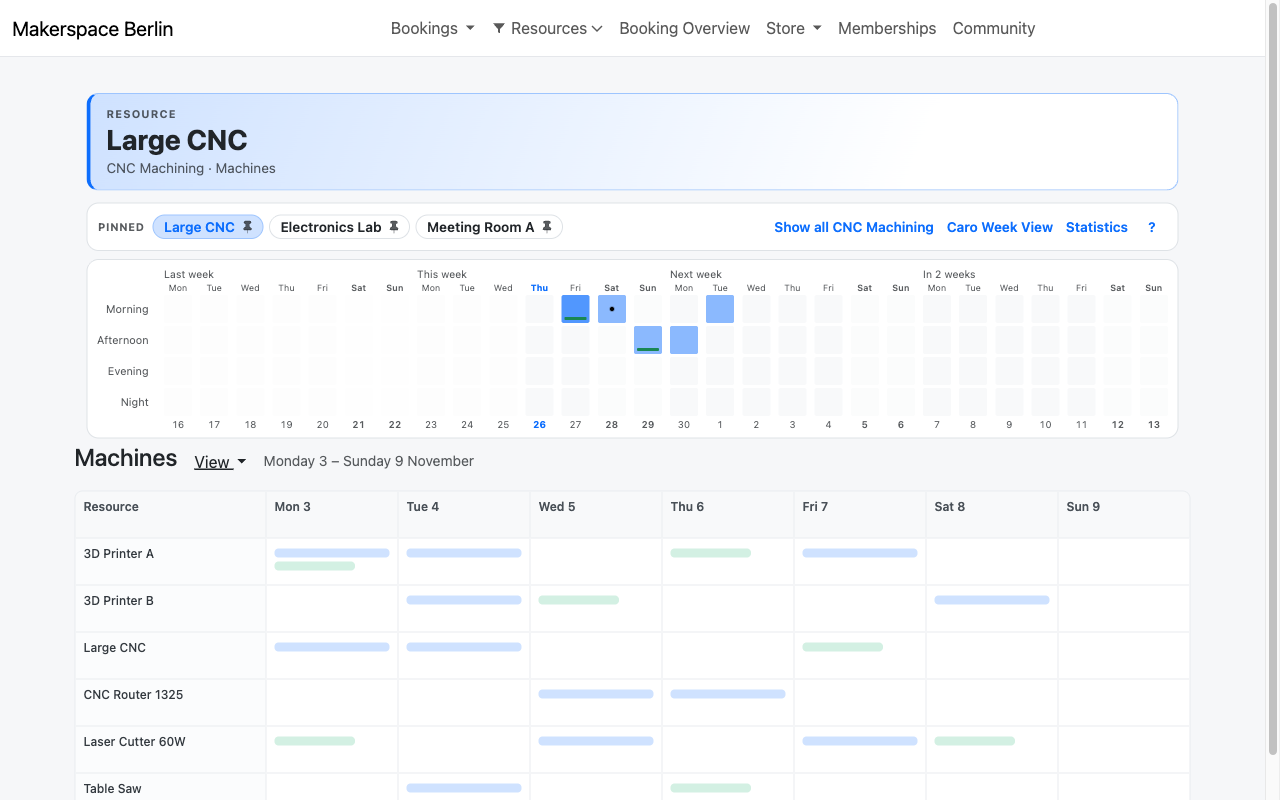 Makerspace Berlin
Bookings Resources Booking Overview Store Memberships Community
RESOURCE
Large CNC
CNC Machining · Machines
PINNED Large CNC Electronics Lab Meeting Room A Show all CNC Machining Caro Week View Statistics ?
Last week This week Next week In 2 weeks
Mon Tue Wed Thu Fri Sat Sun Mon Tue Wed Thu Fri Sat Sun Mon Tue Wed Thu Fri Sat Sun Mon Tue Wed Thu Fri Sat Sun
Morning
Afternoon
Evening
Night
16 17 18 19 20 21 22 23 24 25 26 27 28 29 30 1 2 3 4 5 6 7 8 9 10 11 12 13
Machines View Monday 3 – Sunday 9 November
Resource Mon 3 Tue 4 Wed 5 Thu 6 Fri 7 Sat 8 Sun 9
3D Printer A
3D Printer B
Large CNC
CNC Router 1325
Laser Cutter 60W
Table Saw